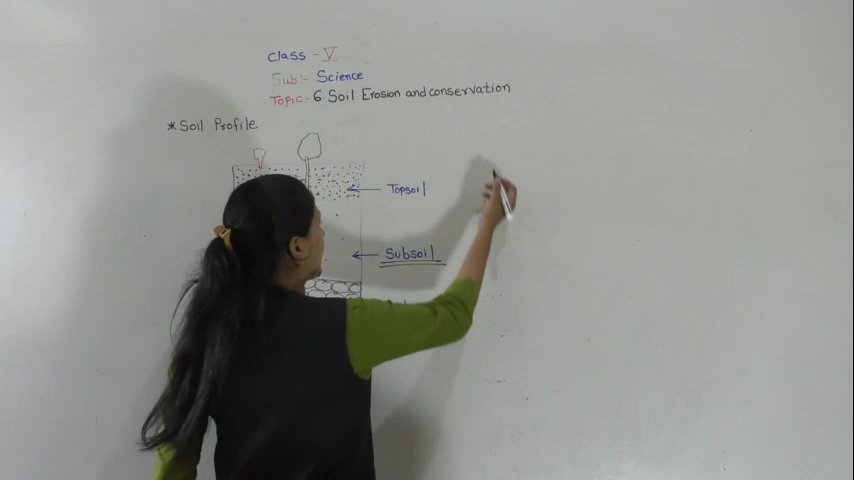 Class - V
Sub:- Science
Topic:- 6. Soil Erosion and conservation
* Soil Profile
Topsoil
Subsoil